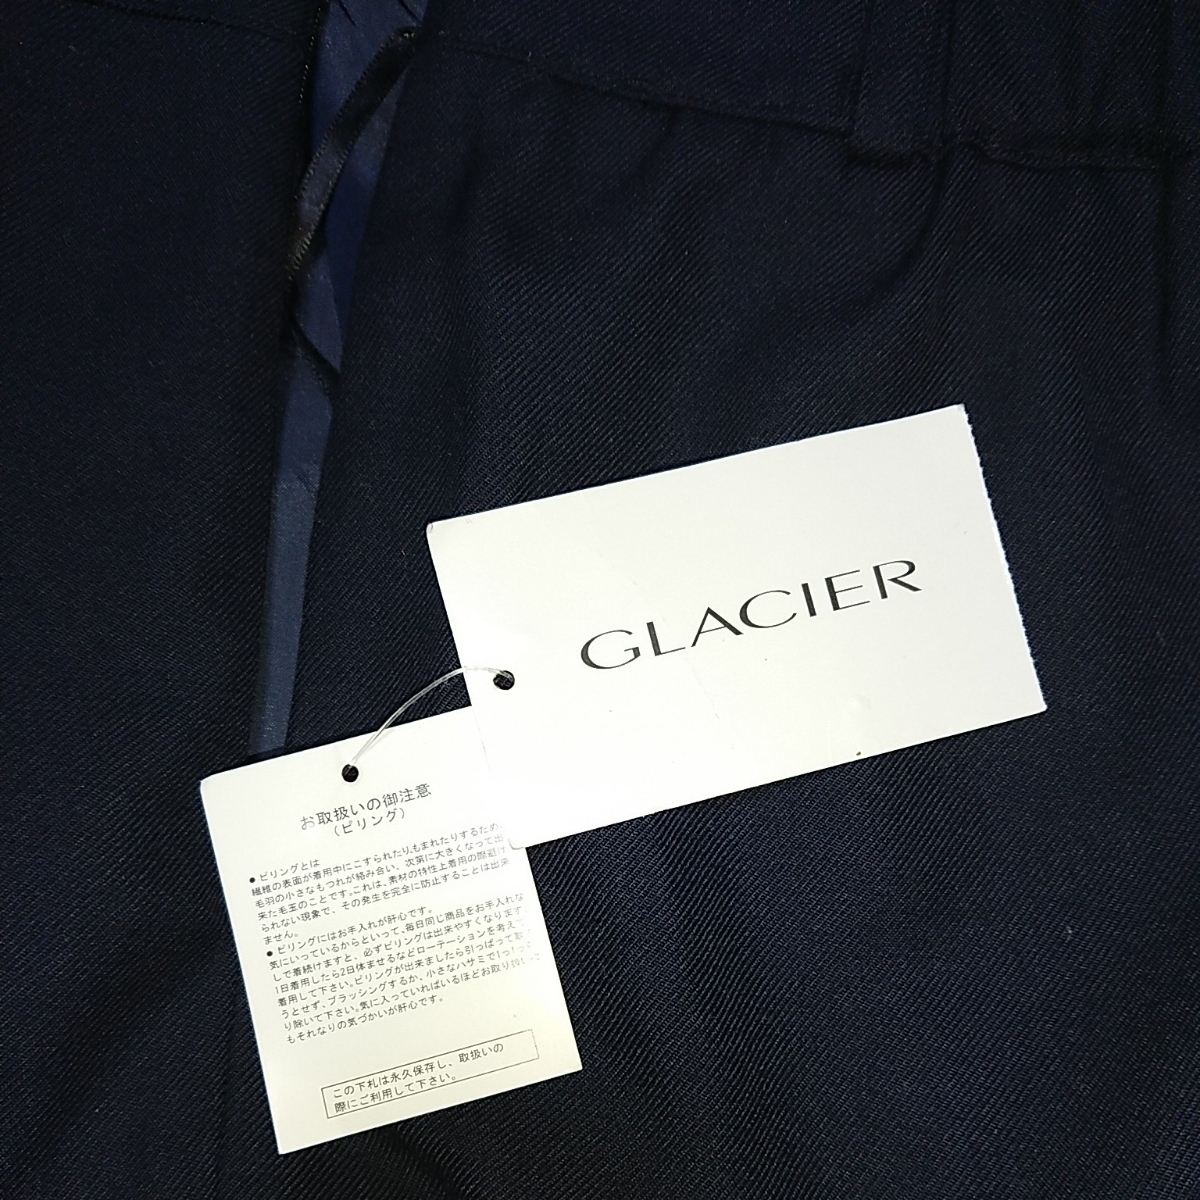 GLACIER
お取扱いの御注意
(ピリング)
● ピリングとは
繊維の表面が着用中にこすられたり､もまれたりするため､
毛羽の小さなもつれが絡み合い、次第に大きくなって出
来た毛玉のことです。これは、素材の特性上着用の際避け
られない現象で、その発生を完全に防止することは出来
ません。
● ピリングにはお手入れが肝心です。
気にいっているからといって、毎日同じ商品をお手入れな
しで着続けますと、必ずピリングは出来やすくなります。
1日着用したら2日休ませるなどローテーションを考えて
着用して下さい。ピリングが出来ましたら引っぱって取
うとせず、ブラッシングするか、小さなハサミで1つ1つ
り除いて下さい。気に入っていればいるほどお取り扱い
もそれなりの気づかいが肝心です。
この下札は永久保存し、取扱いの
際にご利用して下さい。